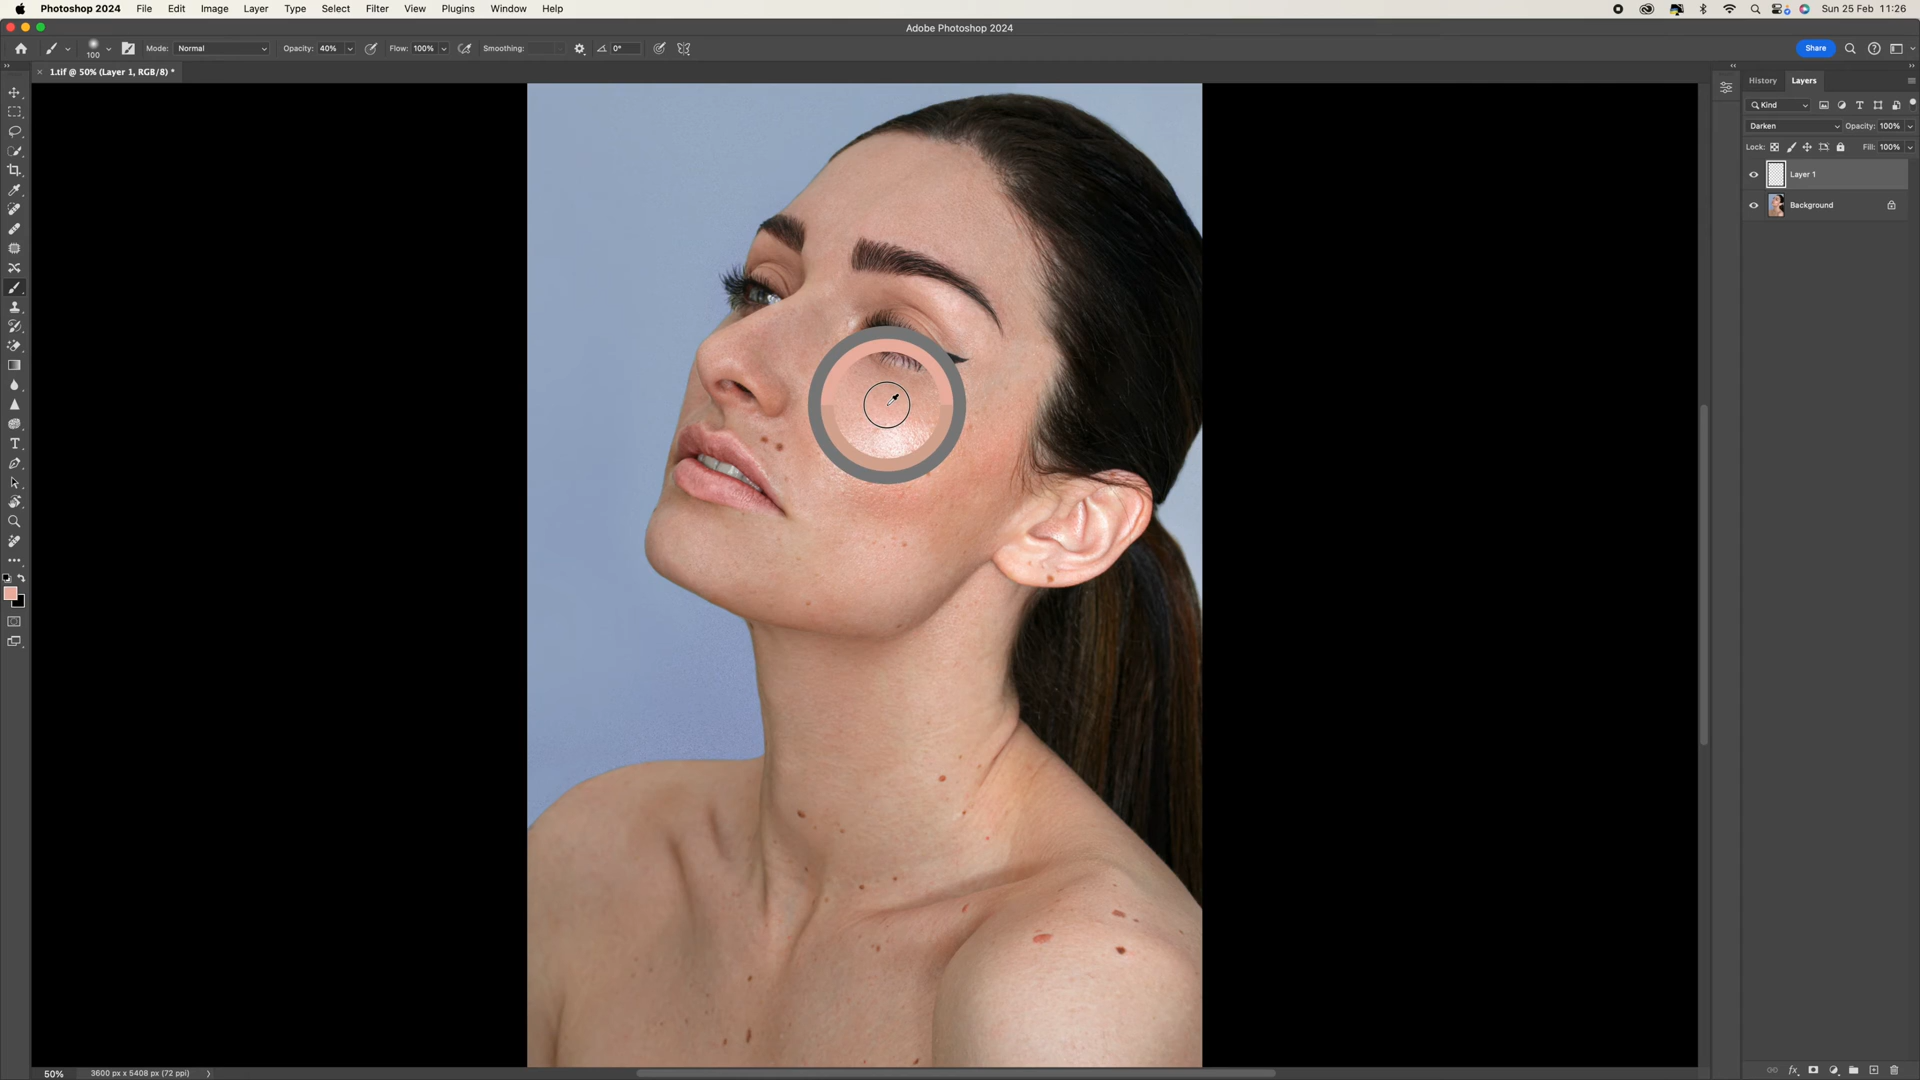 Photoshop 2024 File Edit Image Layer Type Select Filter View Plugins Window Help Sun 25 Feb 11:26
Adobe Photoshop 2024
100 Mode: Normal Opacity: 40% Flow: 100% Smoothing: 0° Share
× 1.tif @ 50% (Layer 1, RGB/8) *
History Layers
Kind
Darken Opacity: 100%
Lock: Fill: 100%
Layer 1
Background
50% 3600 px x 5408 px (72 ppi)